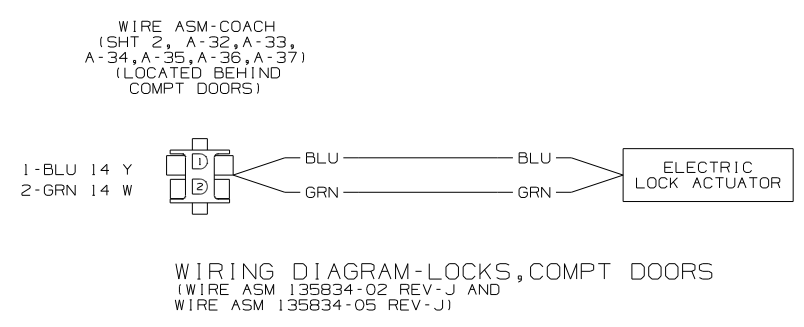 WIRE ASM-COACH
(SHT 2, A-32,A-33,
A-34,A-35,A-36,A-37)
(LOCATED BEHIND
COMPT DOORS)
1-BLU 14 Y
2-GRN 14 W
1
2
BLU
BLU
GRN
GRN
ELECTRIC
LOCK ACTUATOR
WIRING DIAGRAM-LOCKS,COMPT DOORS
(WIRE ASM 135834-02 REV-J AND
WIRE ASM 135834-05 REV-J)